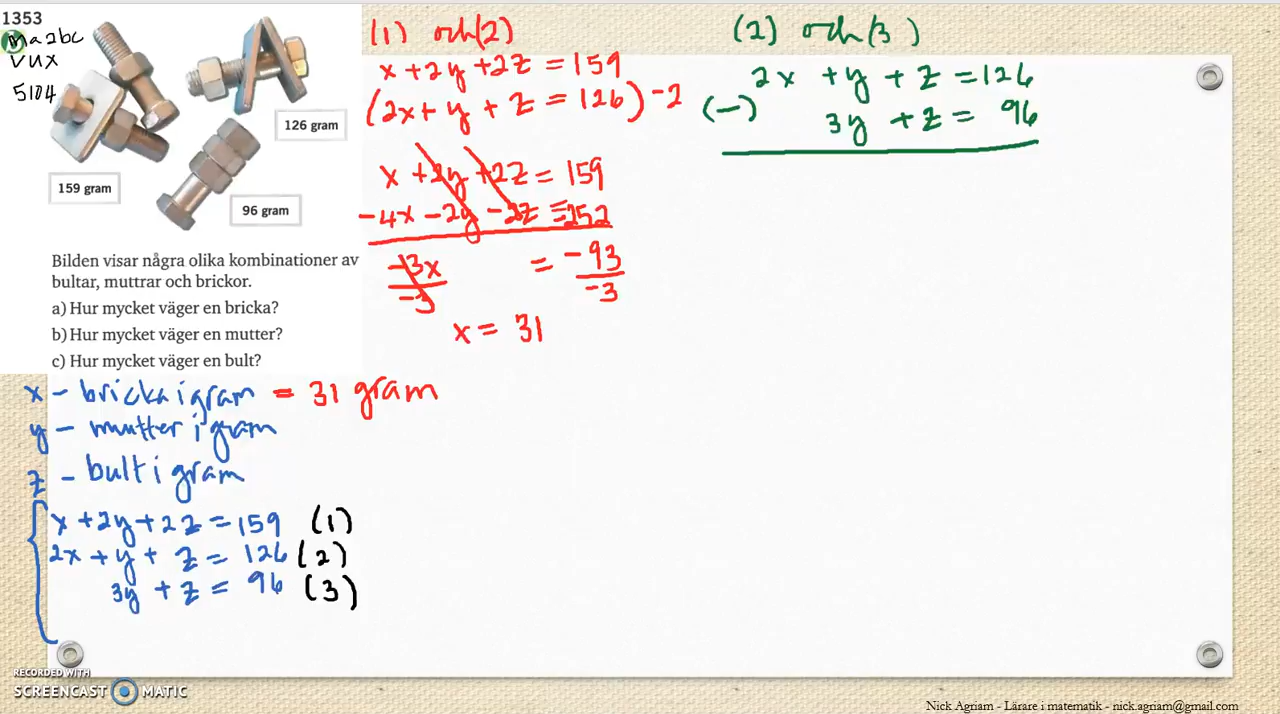 1353
ma2bc
vux
5104
126 gram
159 gram
96 gram
Bilden visar några olika kombinationer av
bultar, muttrar och brickor.
a) Hur mycket väger en bricka?
b) Hur mycket väger en mutter?
c) Hur mycket väger en bult?
x - bricka i gram = 31 gram
y - mutter i gram
z - bult i gram
x + 2y + 2z = 159 (1)
2x + y + z = 126 (2)
3y + z = 96 (3)
(1) och (2)
x + 2y + 2z = 159
(2x + y + z = 126) -2
x + 2y + 2z = 159
-4x - 2y - 2z = -252
-3x/-3 = -93/-3
x = 31
(2) och (3)
2x + y + z = 126
(-) 3y + z = 96
RECORDED WITH
SCREENCAST MATIC
Nick Agriam - Lärare i matematik - nick.agriam@gmail.com